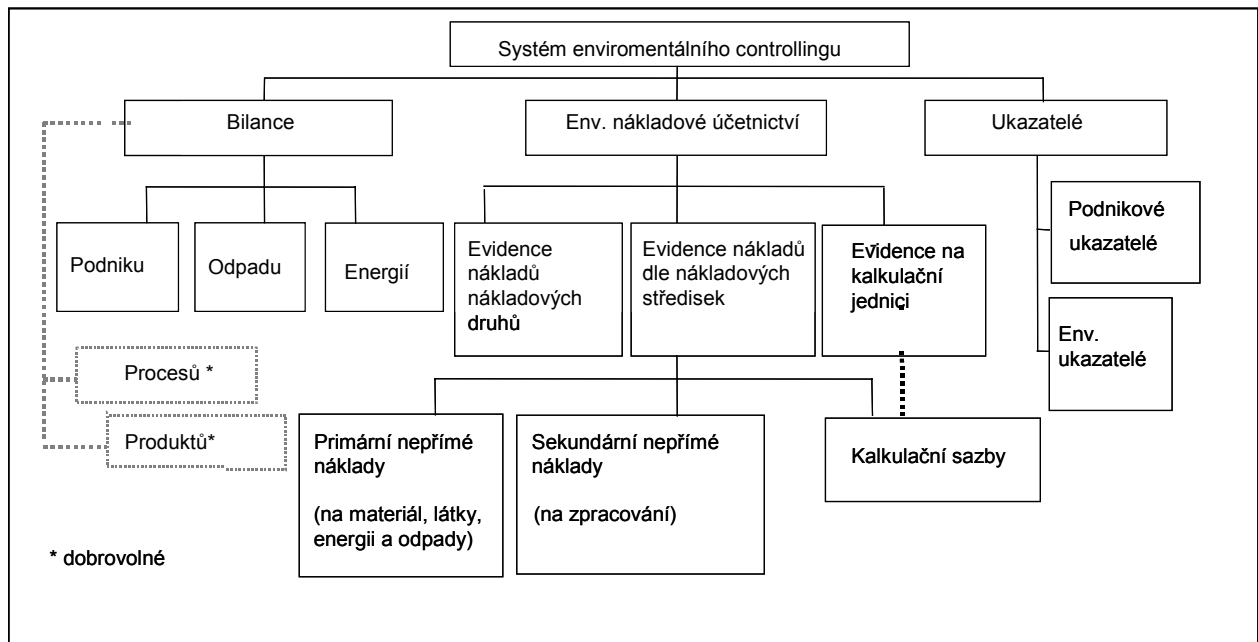 Systém enviromentálního controllingu
Bilance
Env. nákladové účetnictví
Ukazatelé
Podniku
Odpadu
Energií
Evidence
nákladů
nákladových
druhů
Evidence nákladů
dle nákladových
středisek
Evidence na
kalkulační
jednici
Podnikové
ukazatelé
Env.
ukazatelé
Procesů *
Produktů*
Primární nepřímé
náklady
(na materiál, látky,
energii a odpady)
Sekundární nepřímé
náklady
(na zpracování)
Kalkulační sazby
* dobrovolné